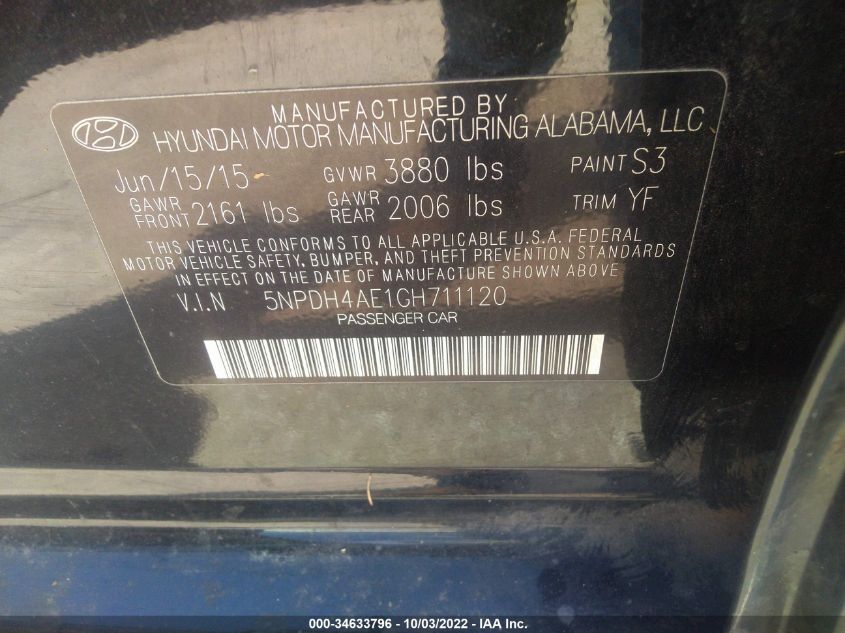 MANUFACTURED BY
HYUNDAI MOTOR MANUFACTURING ALABAMA, LLC
Jun/15/15 GVWR 3880 lbs PAINT S3
GAWR FRONT 2161 lbs GAWR REAR 2006 lbs TRIM YF
THIS VEHICLE CONFORMS TO ALL APPLICABLE U.S.A. FEDERAL
MOTOR VEHICLE SAFETY, BUMPER, AND THEFT PREVENTION STANDARDS
IN EFFECT ON THE DATE OF MANUFACTURE SHOWN ABOVE
V.I.N 5NPDH4AE1GH711120
PASSENGER CAR
000-34633796 - 10/03/2022 - IAA Inc.